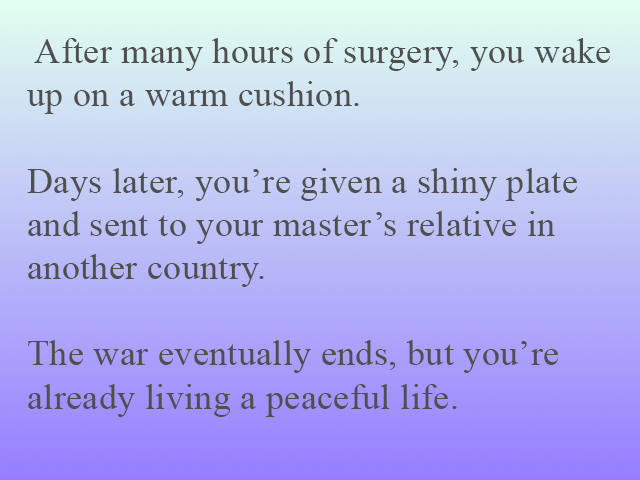 After many hours of surgery, you wake
up on a warm cushion.
Days later, you’re given a shiny plate
and sent to your master’s relative in
another country.
The war eventually ends, but you’re
already living a peaceful life.